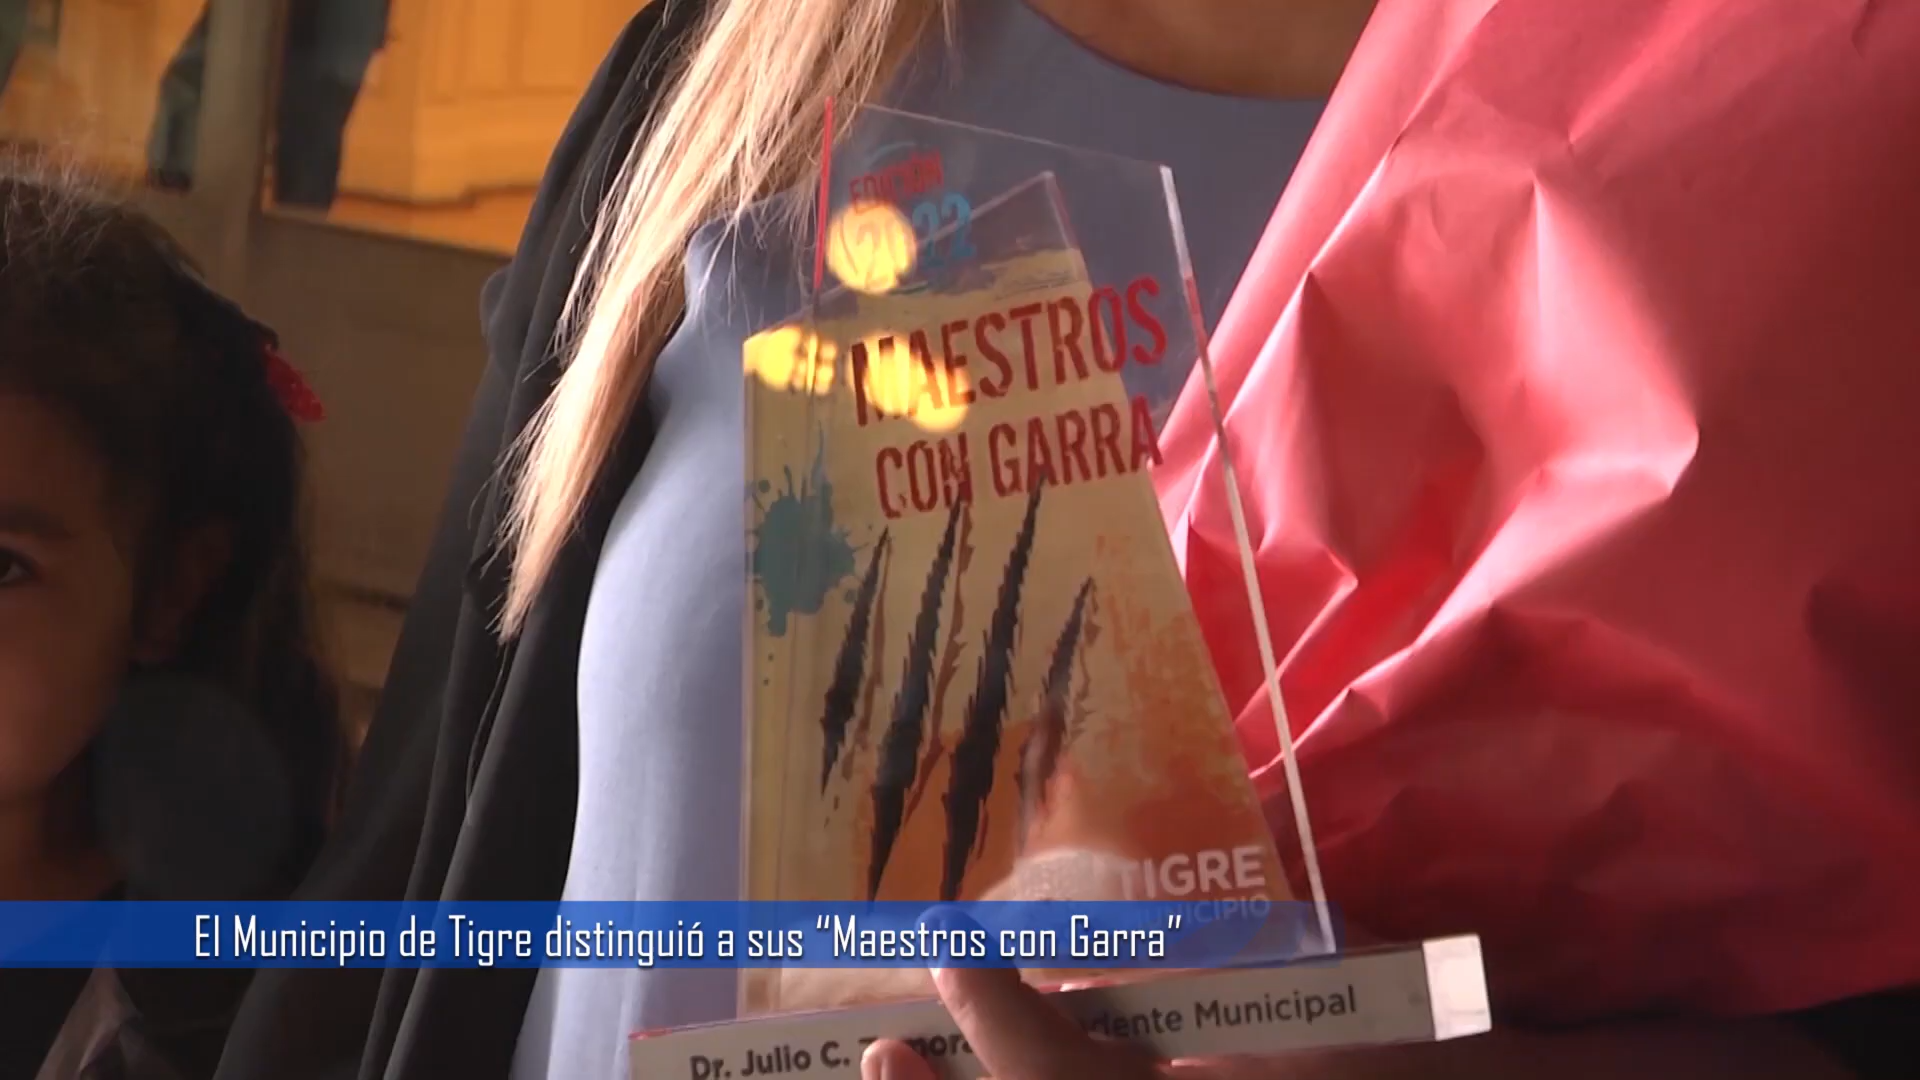 EDICIÓN
2022
MAESTROS
CON GARRA
TIGRE
MUNICIPIO
El Municipio de Tigre distinguió a sus “Maestros con Garra”
Dr. Julio C. Municipal